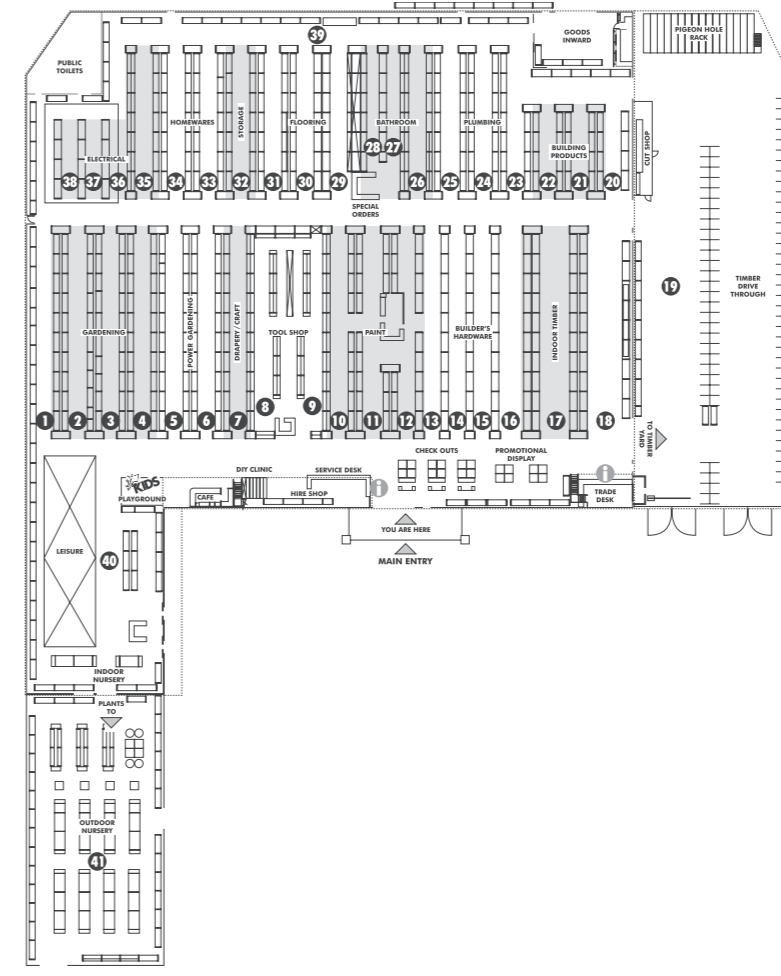 39
GOODS
INWARD
PIGEON HOLE
RACK
PUBLIC
TOILETS
HOMEWARES
STORAGE
FLOORING
BATHROOM
PLUMBING
ELECTRICAL
BUILDING
PRODUCTS
CUT SHOP
28
27
38
37
36
35
34
33
32
31
30
29
26
25
24
23
22
21
20
SPECIAL
ORDERS
19
TIMBER
DRIVE
THROUGH
GARDENING
POWER GARDENING
DRAPERY / CRAFT
TOOL SHOP
PAINT
BUILDER'S
HARDWARE
INDOOR TIMBER
1
2
3
4
5
6
7
8
9
10
11
12
13
14
15
16
17
18
TO TIMBER
YARD
CHECK OUTS
PROMOTIONAL
DISPLAY
KIDS
PLAYGROUND
DIY CLINIC
SERVICE DESK
CAFE
HIRE SHOP
i
i
TRADE
DESK
YOU ARE HERE
MAIN ENTRY
LEISURE
40
INDOOR
NURSERY
PLANTS
TO
OUTDOOR
NURSERY
41